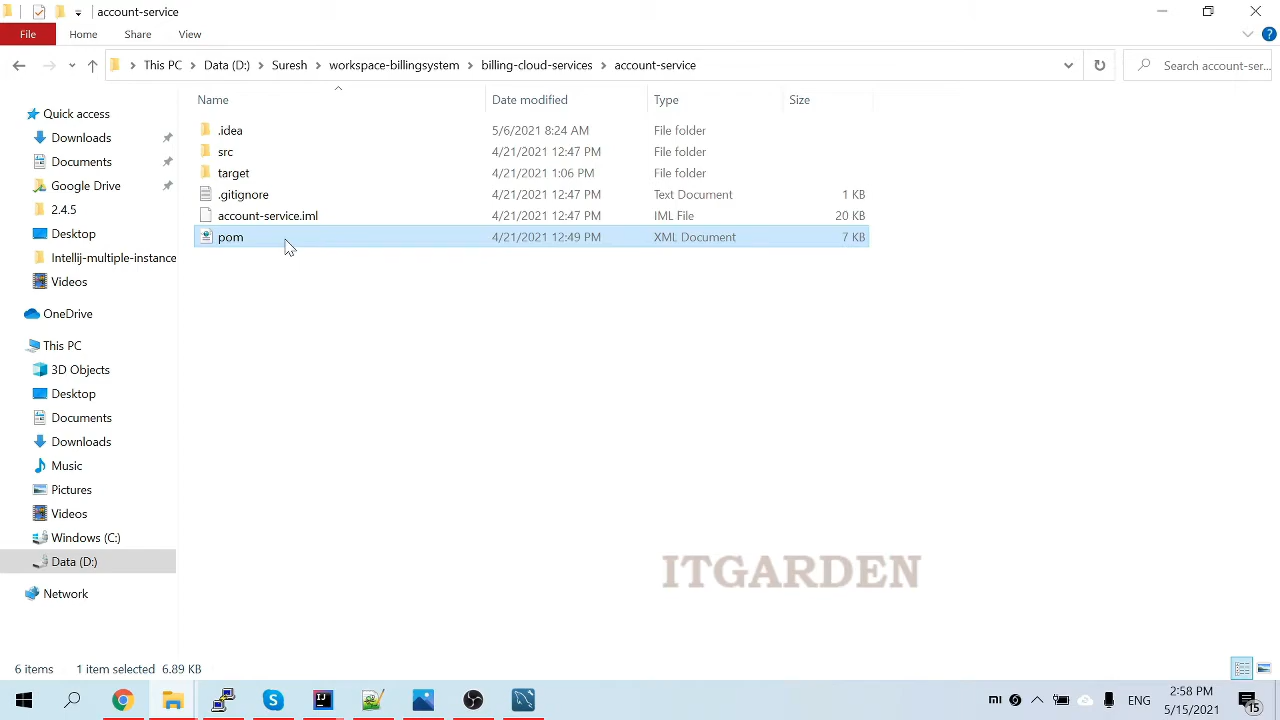 account-service
File Home Share View
This PC Data (D:) Suresh workspace-billingsystem billing-cloud-services account-service Search account-ser...
Name Date modified Type Size
Quick access
Downloads
Documents
Google Drive
2.4.5
Desktop
Intellij-multiple-instance
Videos
OneDrive
This PC
3D Objects
Desktop
Documents
Downloads
Music
Pictures
Videos
Windows (C:)
Data (D:)
Network
.idea 5/6/2021 8:24 AM File folder
src 4/21/2021 12:47 PM File folder
target 4/21/2021 1:06 PM File folder
.gitignore 4/21/2021 12:47 PM Text Document 1 KB
account-service.iml 4/21/2021 12:47 PM IML File 20 KB
pom 4/21/2021 12:49 PM XML Document 7 KB
ITGARDEN
6 items 1 item selected 6.89 KB
ENG 2:58 PM
5/15/2021
15